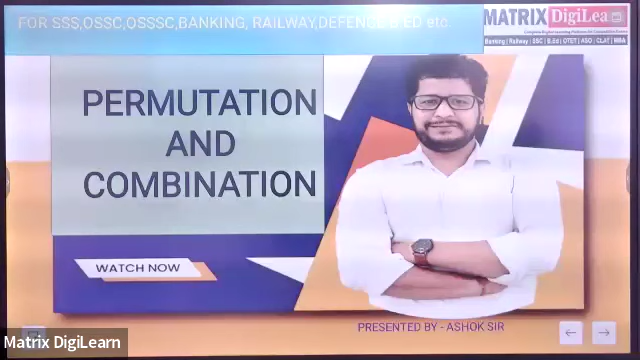 FOR SSS,OSSC,OSSSC,BANKING, RAILWAY,DEFENCE,B.ED etc.
MATRIX DigiLea
Banking | Railway | SSC | B.Ed | OTET | ASO | CLAT | MBA
PERMUTATION
AND
COMBINATION
WATCH NOW
PRESENTED BY - ASHOK SIR
Matrix DigiLearn